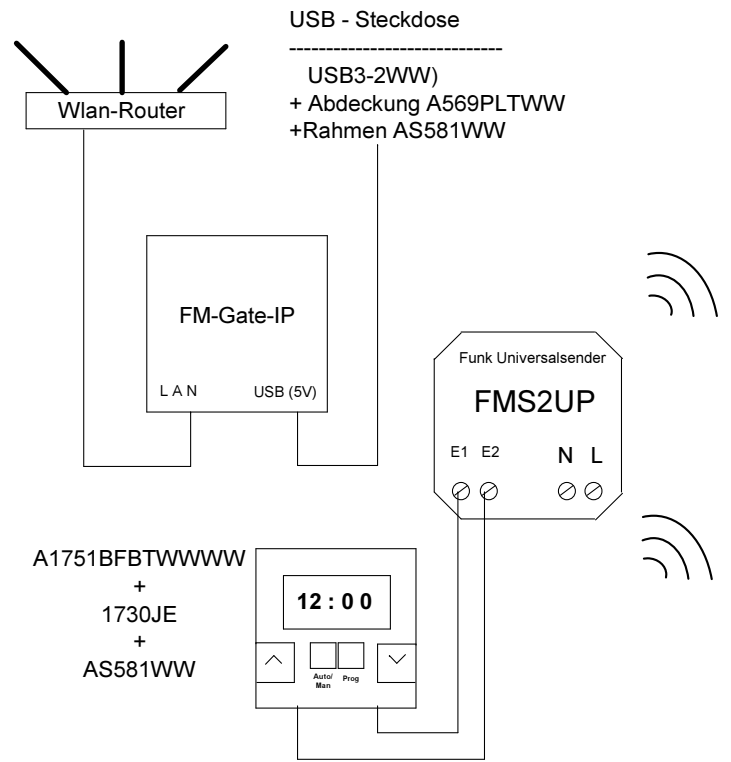 USB - Steckdose
-----------------------------
USB3-2WW)
+ Abdeckung A569PLTWW
+Rahmen AS581WW
Wlan-Router
FM-Gate-IP
L A N
USB (5V)
Funk Universalsender
FMS2UP
E1 E2
N L
A1751BFBTWWWW
+
1730JE
+
AS581WW
12 : 0 0
Auto/
Man
Prog